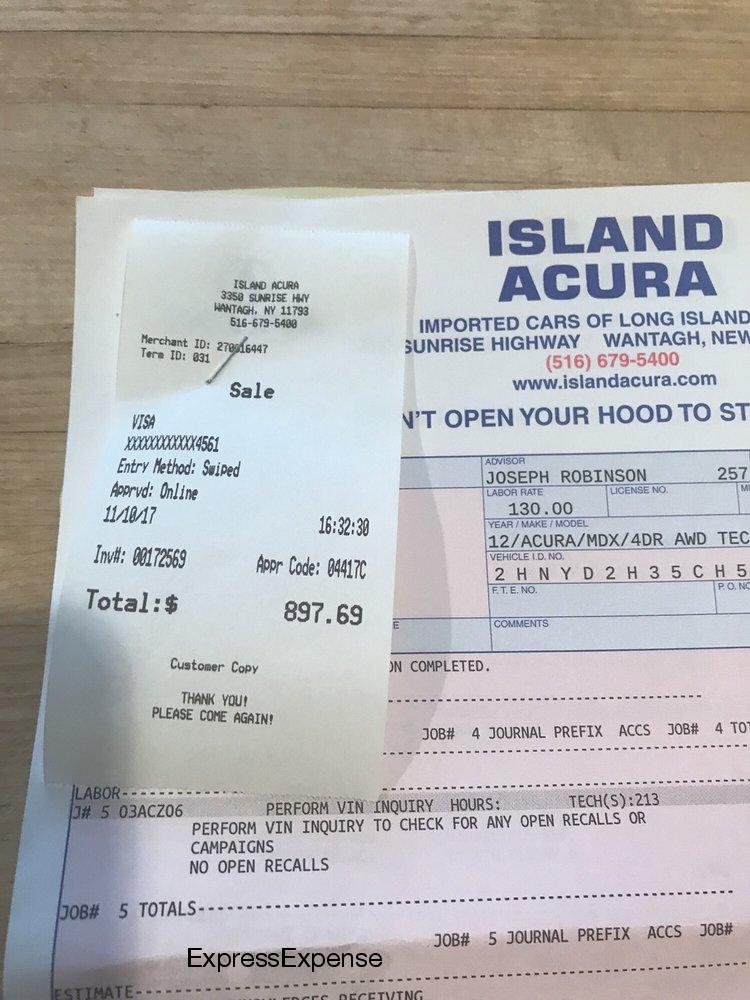 ISLAND ACURA
3350 SUNRISE HWY
WANTAGH, NY 11793
516-679-5400
Merchant ID: 270016447
Term ID: 031
Sale
VISA
XXXXXXXXXXXX4561
Entry Method: Swiped
Apprvd: Online
11/10/17 16:32:30
Inv#: 00172569 Appr Code: 04417C
Total:$ 897.69
Customer Copy
THANK YOU!
PLEASE COME AGAIN!
ISLAND
ACURA
IMPORTED CARS OF LONG ISLAND
SUNRISE HIGHWAY WANTAGH, NEW
(516) 679-5400
www.islandacura.com
N'T OPEN YOUR HOOD TO ST
ADVISOR
JOSEPH ROBINSON 257
LABOR RATE LICENSE NO. MI
130.00
YEAR / MAKE / MODEL
12/ACURA/MDX/4DR AWD TEC
VEHICLE I.D. NO.
2 H N Y D 2 H 3 5 C H 5
F.T.E. NO. P.O. NO
E COMMENTS
ON COMPLETED.
JOB# 4 JOURNAL PREFIX ACCS JOB# 4 TOT
LABOR
J# 5 03ACZ06 PERFORM VIN INQUIRY HOURS: TECH(S):213
PERFORM VIN INQUIRY TO CHECK FOR ANY OPEN RECALLS OR
CAMPAIGNS
NO OPEN RECALLS
JOB# 5 TOTALS
JOB# 5 JOURNAL PREFIX ACCS JOB#
ExpressExpense
ESTIMATE
RECEIVING